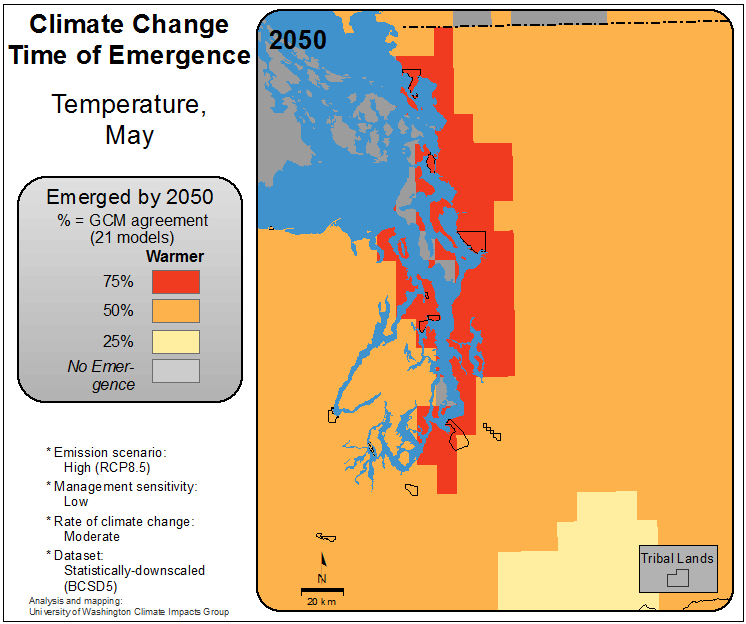 Climate Change
Time of Emergence
Temperature,
May
Emerged by 2050
% = GCM agreement
(21 models)
Warmer
75%
50%
25%
No Emer-
gence
* Emission scenario:
High (RCP8.5)
* Management sensitivity:
Low
* Rate of climate change:
Moderate
* Dataset:
Statistically-downscaled
(BCSD5)
Analysis and mapping:
University of Washington Climate Impacts Group
2050
N
20 km
Tribal Lands